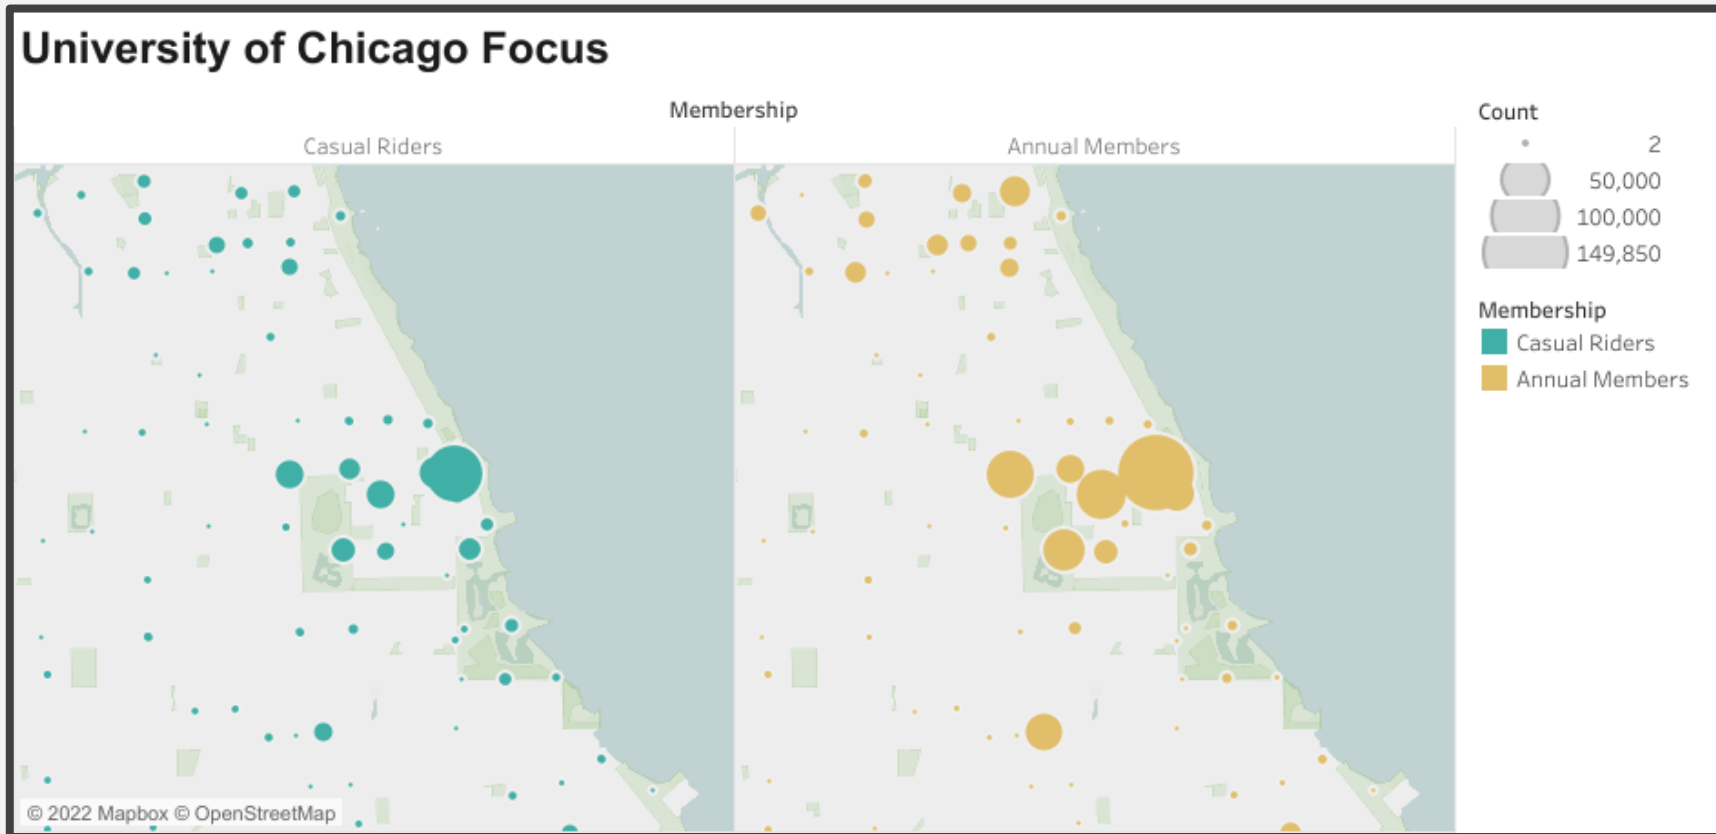 University of Chicago Focus
Membership
Casual Riders
Annual Members
Count
2
50,000
100,000
149,850
Membership
Casual Riders
Annual Members
© 2022 Mapbox © OpenStreetMap